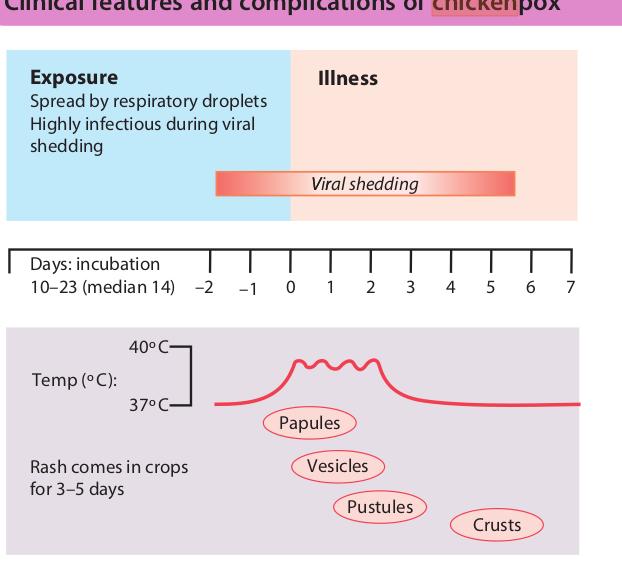 Clinical features and complications of chickenpox
Exposure
Spread by respiratory droplets
Highly infectious during viral
shedding
Illness
Viral shedding
Days: incubation
10–23 (median 14)
–2 –1 0 1 2 3 4 5 6 7
40°C
Temp (°C):
37°C
Papules
Rash comes in crops
for 3–5 days
Vesicles
Pustules
Crusts